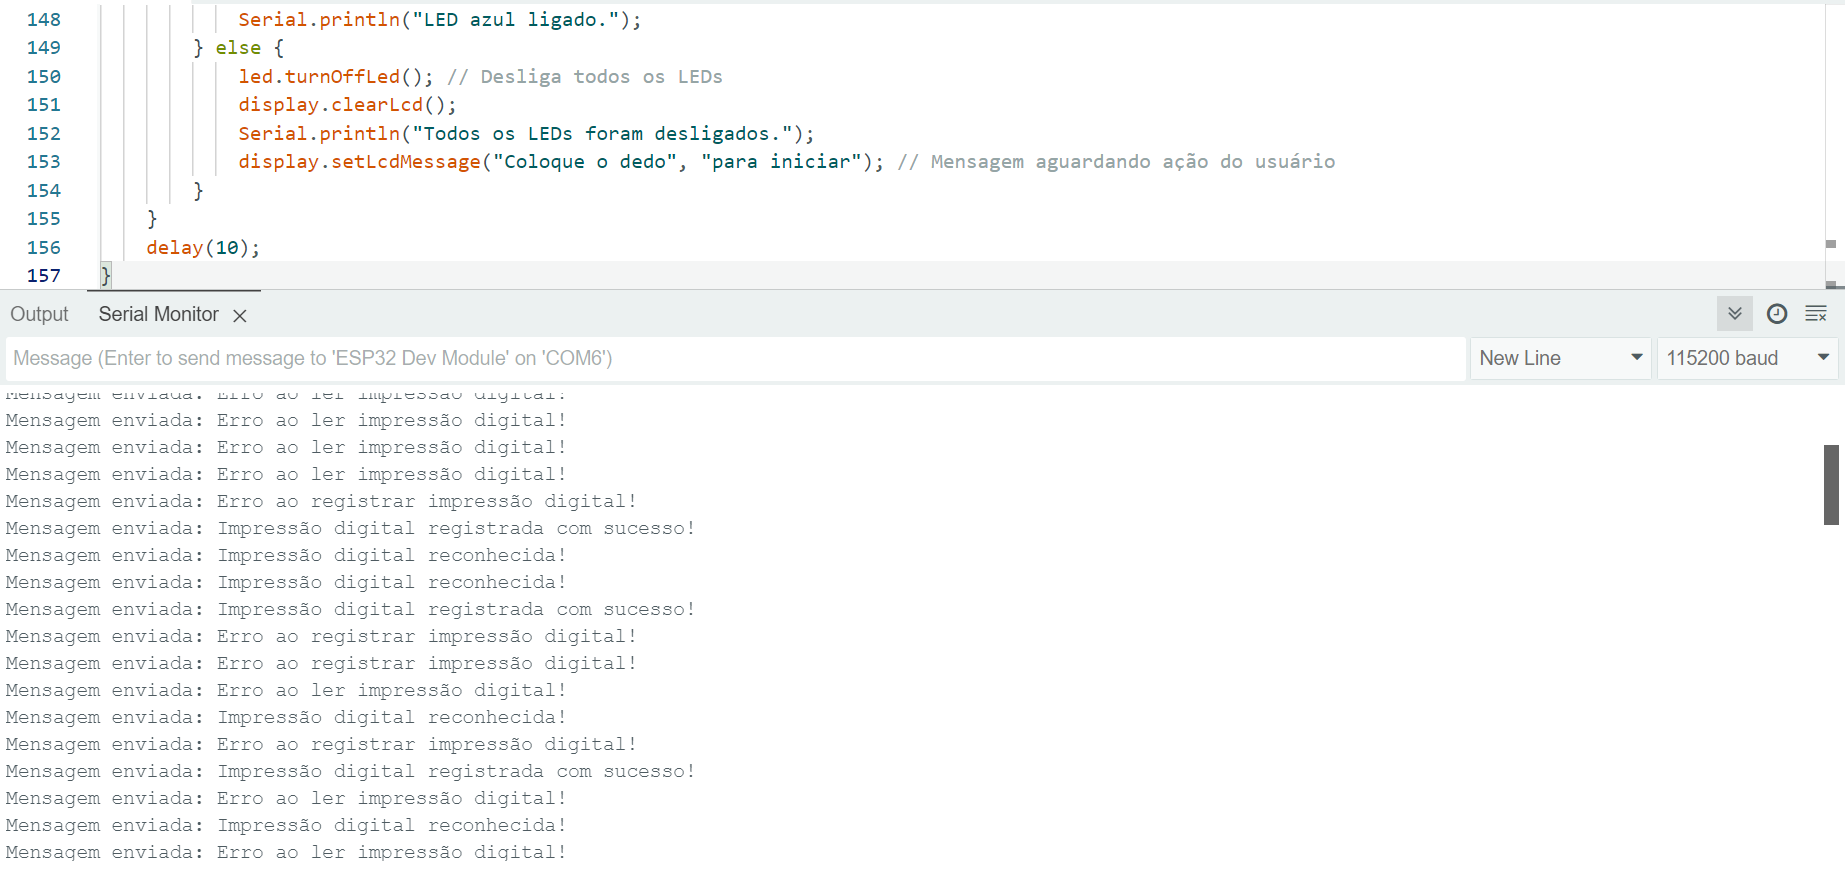 148 Serial.println("LED azul ligado.");
149 } else {
150 led.turnOffLed(); // Desliga todos os LEDs
151 display.clearLcd();
152 Serial.println("Todos os LEDs foram desligados.");
153 display.setLcdMessage("Coloque o dedo", "para iniciar"); // Mensagem aguardando ação do usuário
154 }
155 }
156 delay(10);
157 }
Output Serial Monitor
Message (Enter to send message to 'ESP32 Dev Module' on 'COM6') New Line 115200 baud
Mensagem enviada: Erro ao ler impressão digital!
Mensagem enviada: Erro ao ler impressão digital!
Mensagem enviada: Erro ao ler impressão digital!
Mensagem enviada: Erro ao ler impressão digital!
Mensagem enviada: Erro ao registrar impressão digital!
Mensagem enviada: Impressão digital registrada com sucesso!
Mensagem enviada: Impressão digital reconhecida!
Mensagem enviada: Impressão digital reconhecida!
Mensagem enviada: Impressão digital registrada com sucesso!
Mensagem enviada: Erro ao registrar impressão digital!
Mensagem enviada: Erro ao registrar impressão digital!
Mensagem enviada: Erro ao ler impressão digital!
Mensagem enviada: Impressão digital reconhecida!
Mensagem enviada: Erro ao registrar impressão digital!
Mensagem enviada: Impressão digital registrada com sucesso!
Mensagem enviada: Erro ao ler impressão digital!
Mensagem enviada: Impressão digital reconhecida!
Mensagem enviada: Erro ao ler impressão digital!